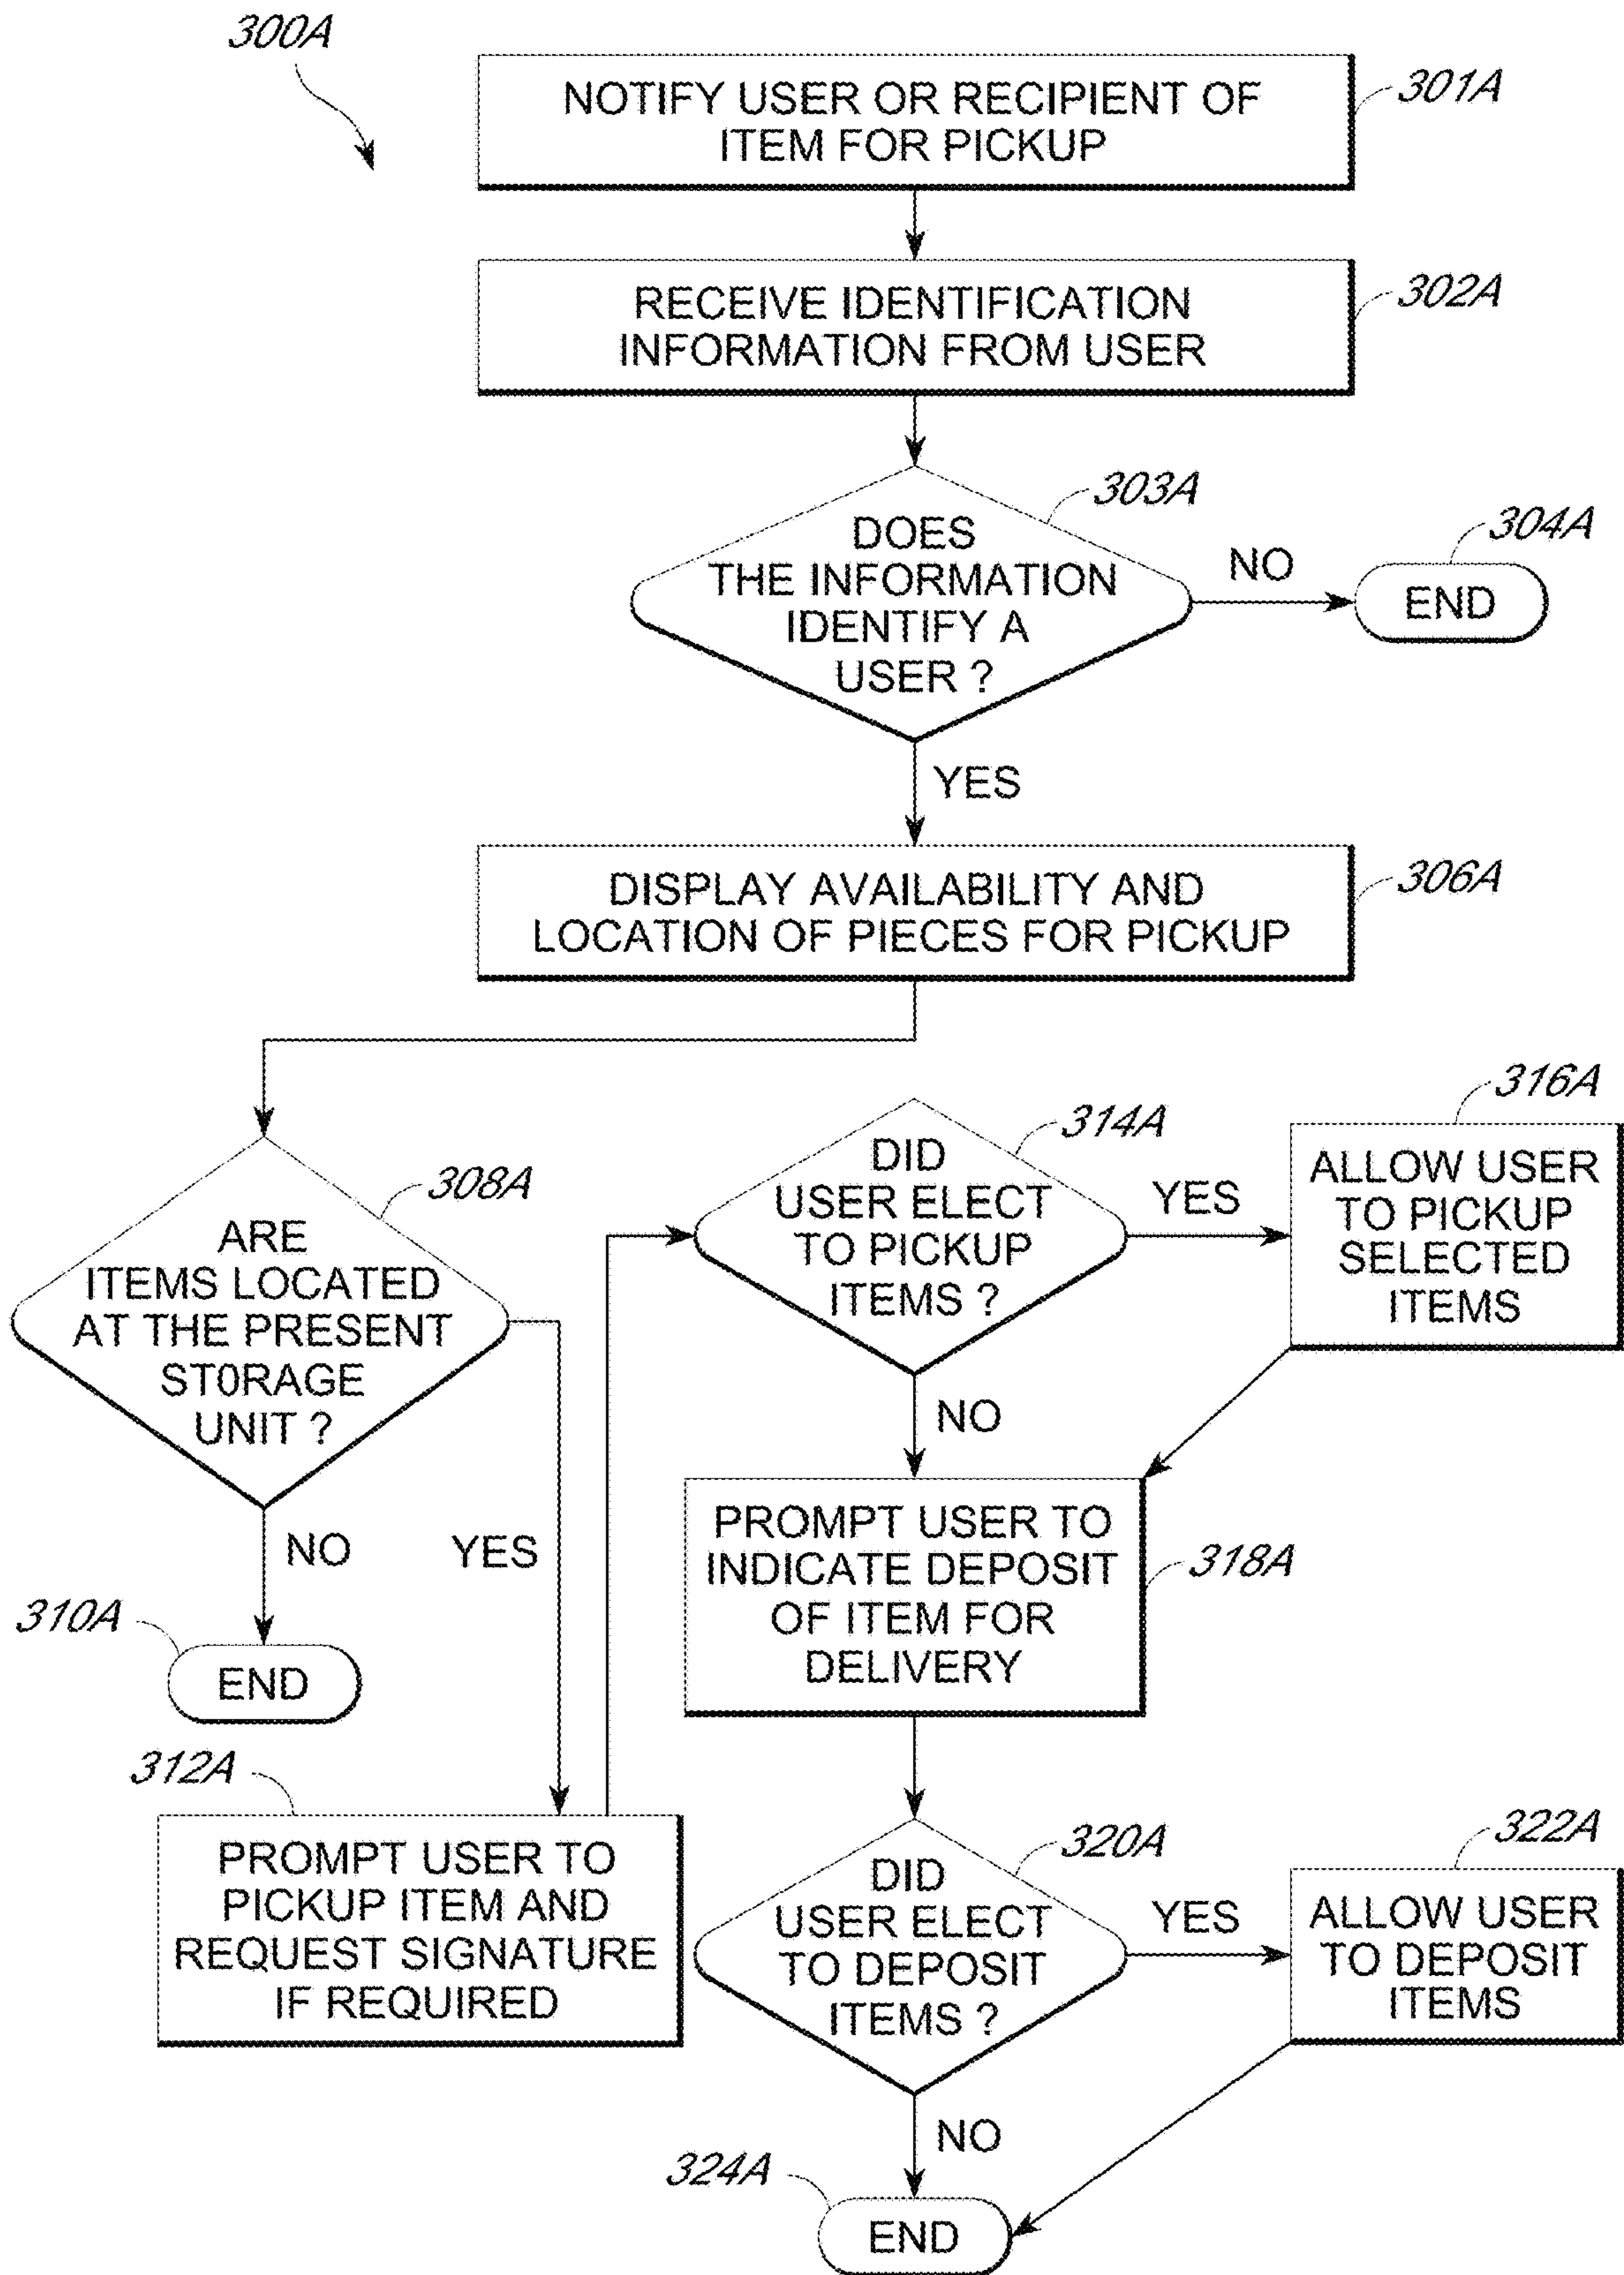 300A
NOTIFY USER OR RECIPIENT OF
ITEM FOR PICKUP
301A
RECEIVE IDENTIFICATION
INFORMATION FROM USER
302A
303A
DOES
THE INFORMATION
IDENTIFY A
USER ?
NO
304A
END
YES
DISPLAY AVAILABILITY AND
LOCATION OF PIECES FOR PICKUP
306A
308A
ARE
ITEMS LOCATED
AT THE PRESENT
ST0RAGE
UNIT ?
NO
YES
310A
END
312A
PROMPT USER TO
PICKUP ITEM AND
REQUEST SIGNATURE
IF REQUIRED
314A
DID
USER ELECT
TO PICKUP
ITEMS ?
YES
316A
ALLOW USER
TO PICKUP
SELECTED
ITEMS
NO
PROMPT USER TO
INDICATE DEPOSIT
OF ITEM FOR
DELIVERY
318A
320A
DID
USER ELECT
TO DEPOSIT
ITEMS ?
YES
322A
ALLOW USER
TO DEPOSIT
ITEMS
NO
324A
END